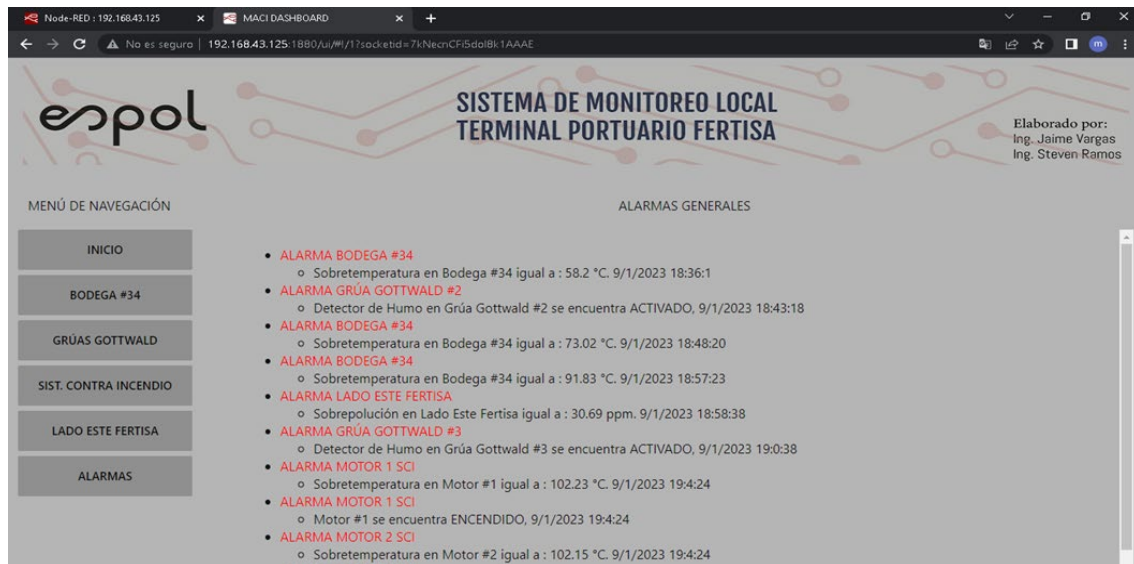 Node-RED : 192.168.43.125
MACI DASHBOARD
No es seguro | 192.168.43.125:1880/ui/#!/1?socketid=7kNecnCFi5dol8k1AAAE
m
espol
SISTEMA DE MONITOREO LOCAL
TERMINAL PORTUARIO FERTISA
Elaborado por:
Ing. Jaime Vargas
Ing. Steven Ramos
MENÚ DE NAVEGACIÓN
INICIO
BODEGA #34
GRÚAS GOTTWALD
SIST. CONTRA INCENDIO
LADO ESTE FERTISA
ALARMAS
ALARMAS GENERALES
ALARMA BODEGA #34
Sobretemperatura en Bodega #34 igual a : 58.2 °C. 9/1/2023 18:36:1
ALARMA GRÚA GOTTWALD #2
Detector de Humo en Grúa Gottwald #2 se encuentra ACTIVADO, 9/1/2023 18:43:18
ALARMA BODEGA #34
Sobretemperatura en Bodega #34 igual a : 73.02 °C. 9/1/2023 18:48:20
ALARMA BODEGA #34
Sobretemperatura en Bodega #34 igual a : 91.83 °C. 9/1/2023 18:57:23
ALARMA LADO ESTE FERTISA
Sobrepolución en Lado Este Fertisa igual a : 30.69 ppm. 9/1/2023 18:58:38
ALARMA GRÚA GOTTWALD #3
Detector de Humo en Grúa Gottwald #3 se encuentra ACTIVADO, 9/1/2023 19:0:38
ALARMA MOTOR 1 SCI
Sobretemperatura en Motor #1 igual a : 102.23 °C. 9/1/2023 19:4:24
ALARMA MOTOR 1 SCI
Motor #1 se encuentra ENCENDIDO, 9/1/2023 19:4:24
ALARMA MOTOR 2 SCI
Sobretemperatura en Motor #2 igual a : 102.15 °C. 9/1/2023 19:4:24